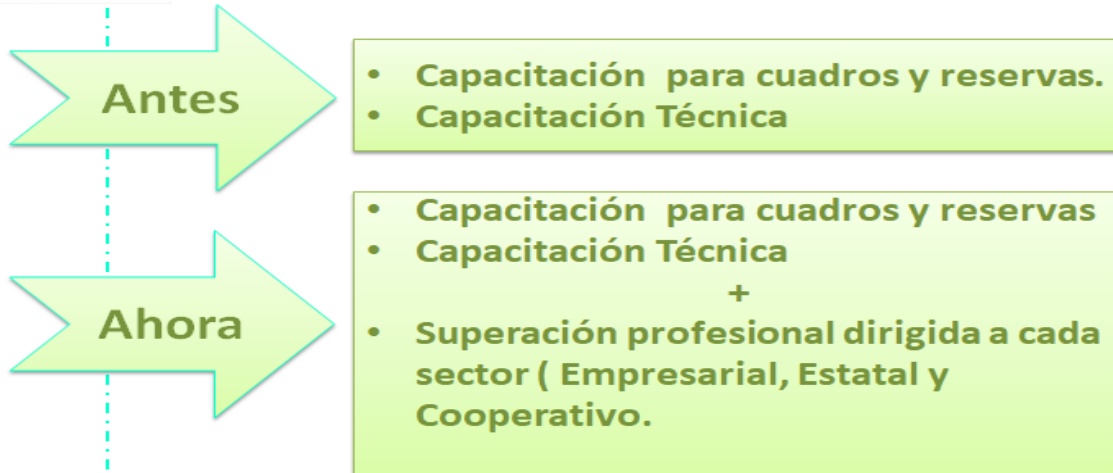 Antes
• Capacitación para cuadros y reservas.
• Capacitación Técnica
Ahora
• Capacitación para cuadros y reservas
• Capacitación Técnica
+
• Superación profesional dirigida a cada
sector ( Empresarial, Estatal y
Cooperativo.